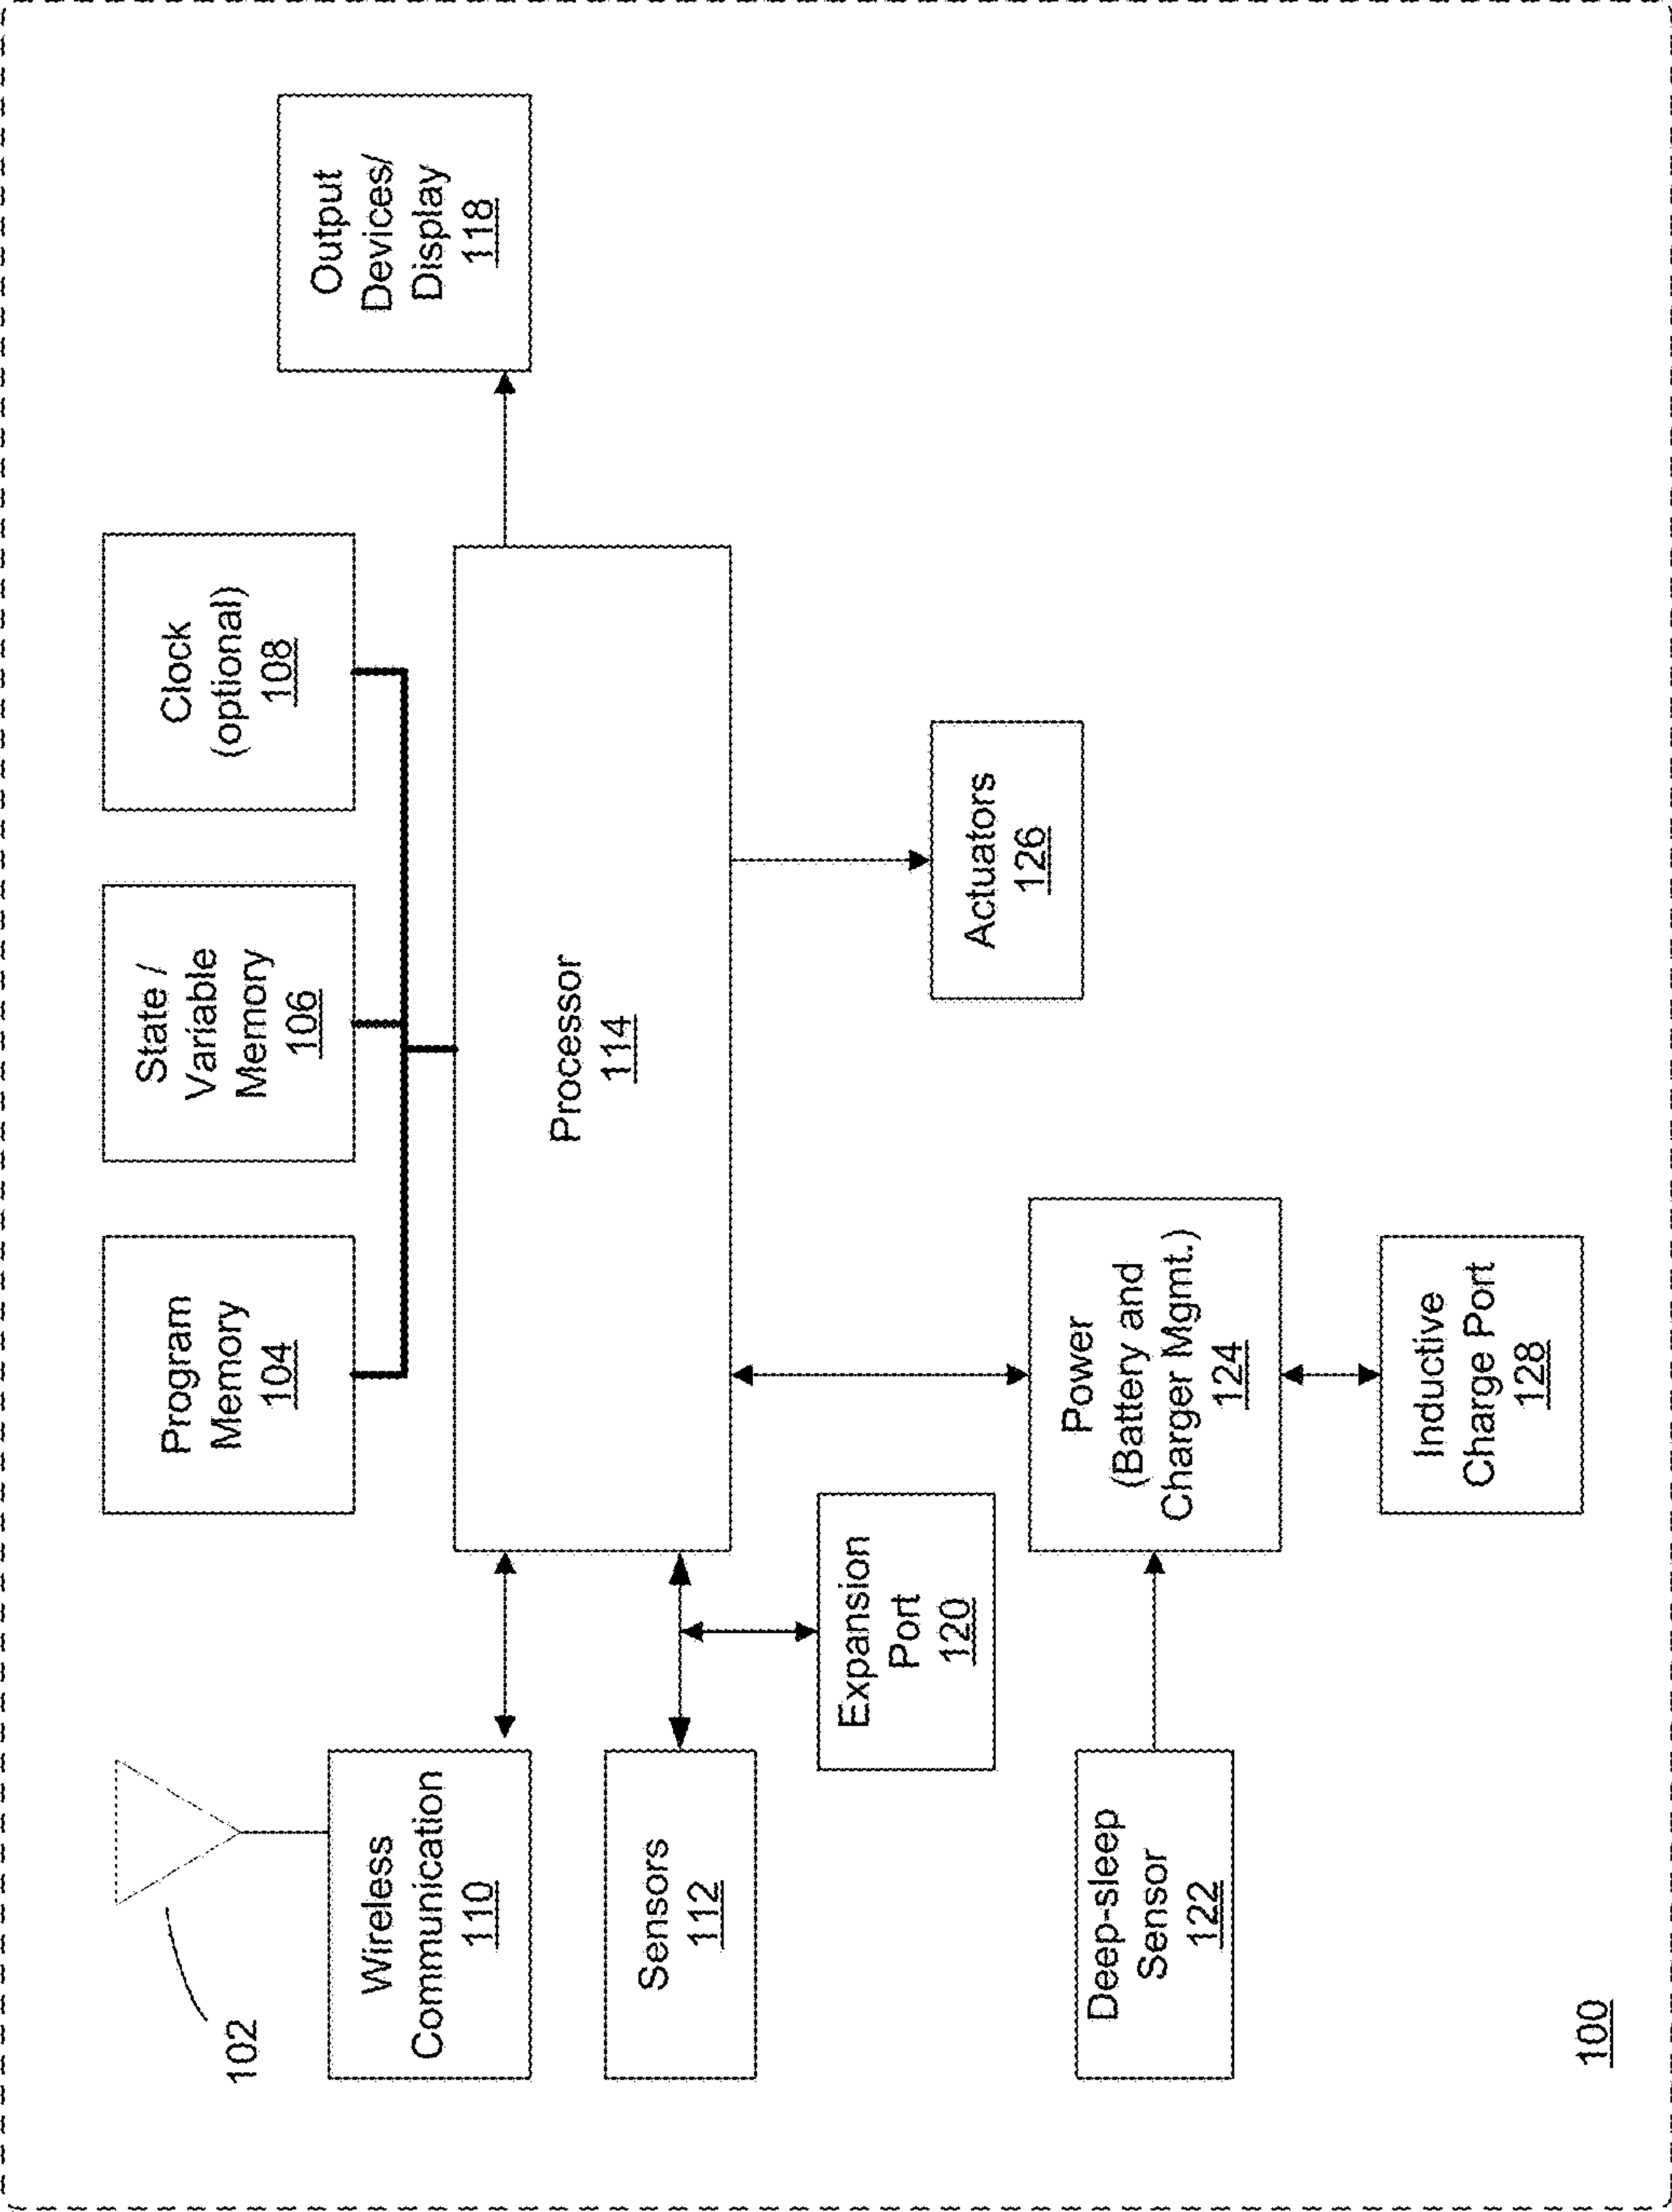 102
Program
Memory
104
State /
Variable
Memory
106
Clock
(optional)
108
Wireless
Communication
110
Processor
114
Output
Devices/
Display
118
Sensors
112
Expansion
Port
120
Actuators
126
Deep-sleep
Sensor
122
Power
(Battery and
Charger Mgmt.)
124
Inductive
Charge Port
128
100